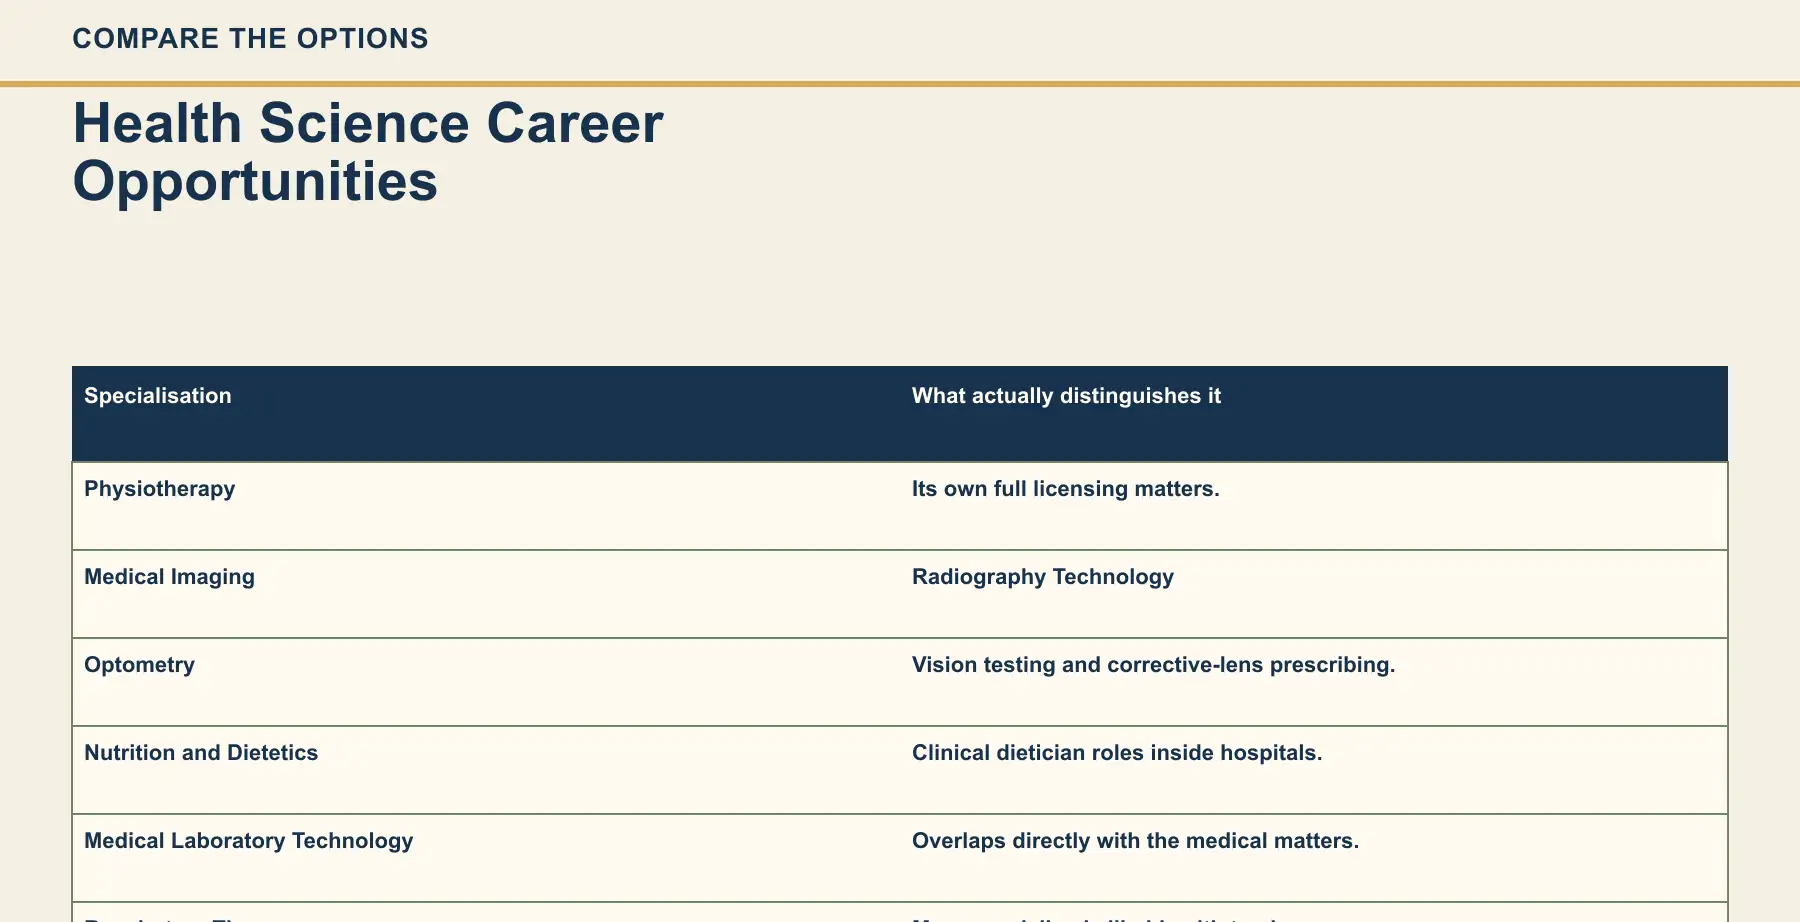 COMPARE THE OPTIONS
Health Science Career
Opportunities
Specialisation What actually distinguishes it
Physiotherapy Its own full licensing matters.
Medical Imaging Radiography Technology
Optometry Vision testing and corrective-lens prescribing.
Nutrition and Dietetics Clinical dietician roles inside hospitals.
Medical Laboratory Technology Overlaps directly with the medical matters.